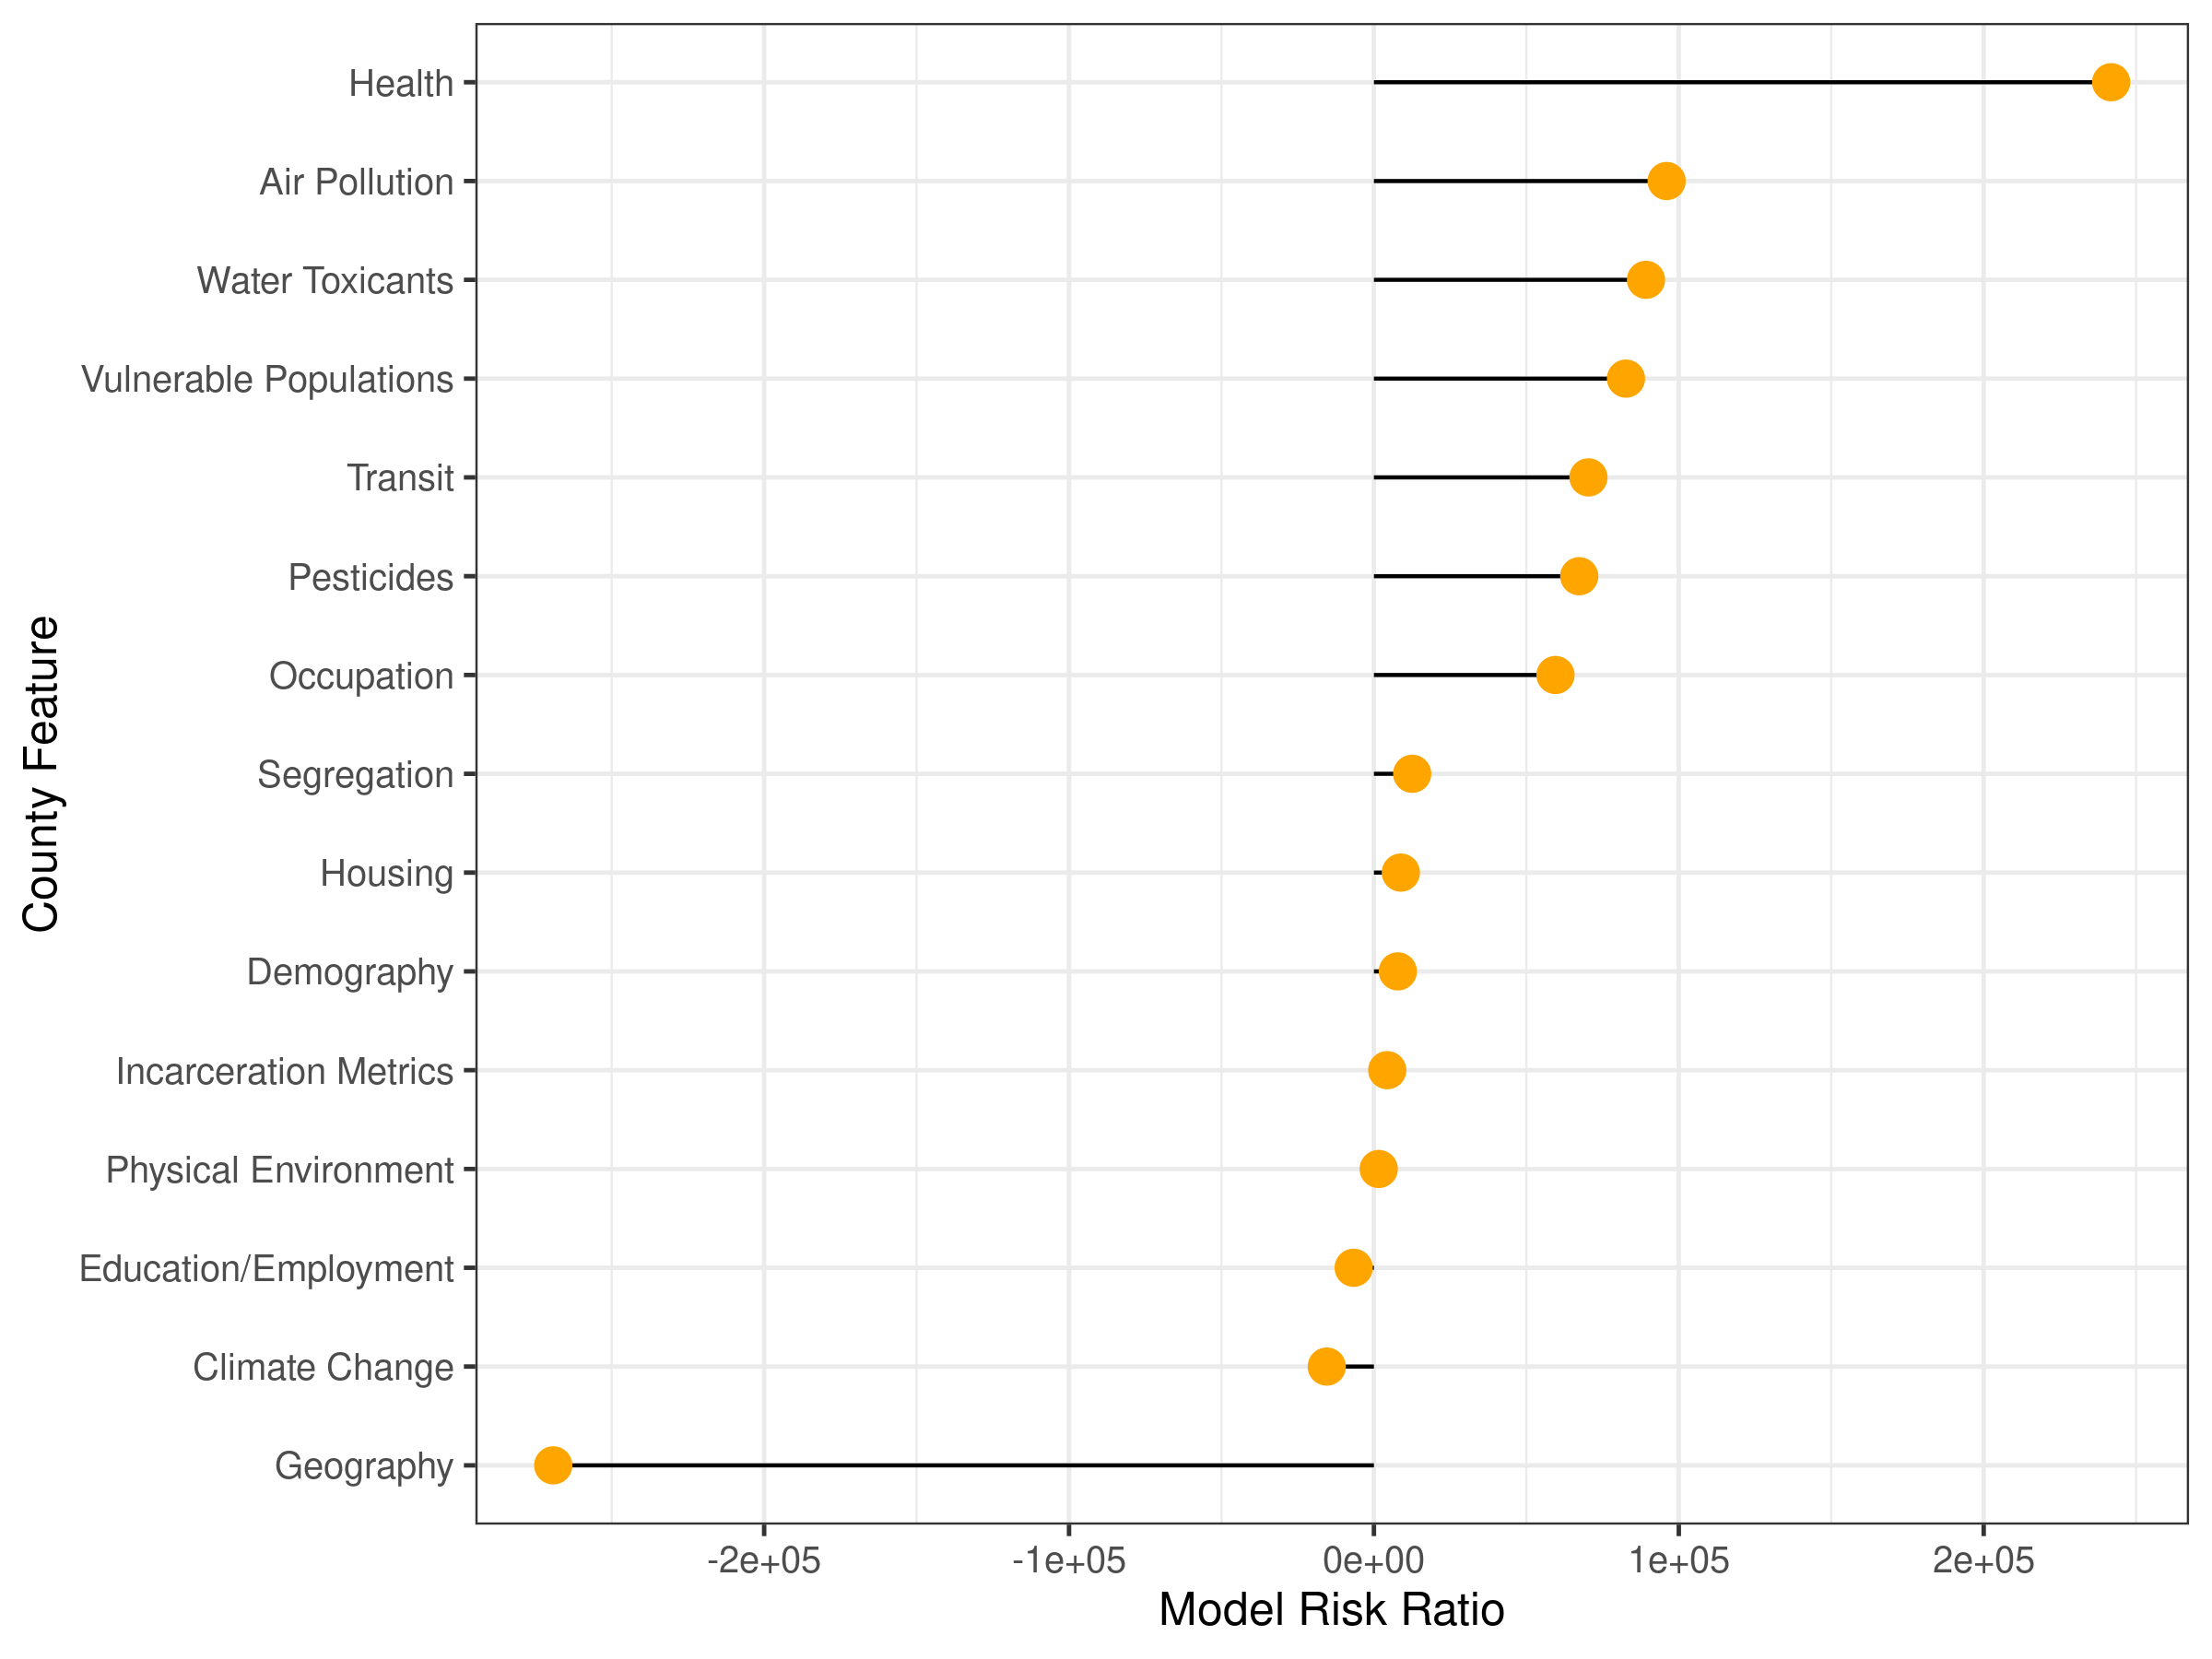 Health
Air Pollution
Water Toxicants
Vulnerable Populations
Transit
Pesticides
Occupation
Segregation
Housing
Demography
Incarceration Metrics
Physical Environment
Education/Employment
Climate Change
Geography
County Feature
-2e+05 -1e+05 0e+00 1e+05 2e+05
Model Risk Ratio